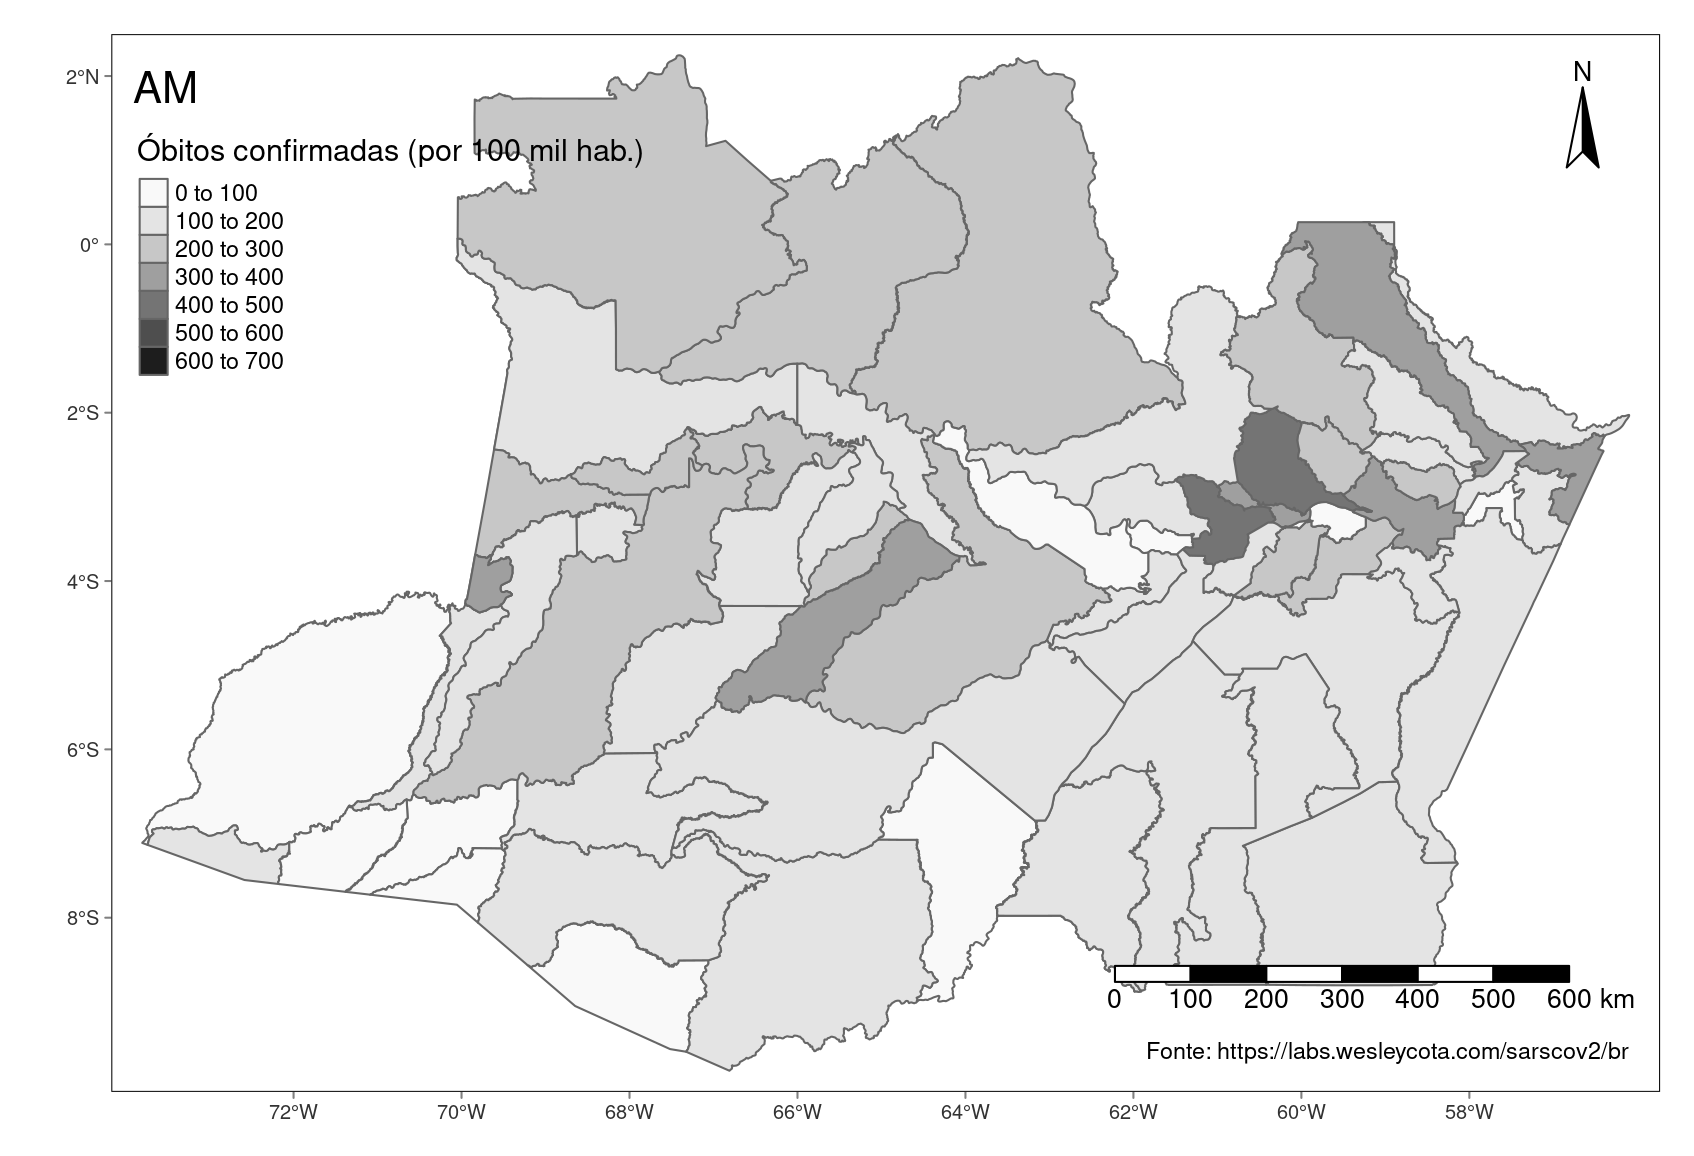 AM
N
Óbitos confirmadas (por 100 mil hab.)
0 to 100
100 to 200
200 to 300
300 to 400
400 to 500
500 to 600
600 to 700
2°N
0°
2°S
4°S
6°S
8°S
0 100 200 300 400 500 600 km
Fonte: https://labs.wesleycota.com/sarscov2/br
72°W 70°W 68°W 66°W 64°W 62°W 60°W 58°W